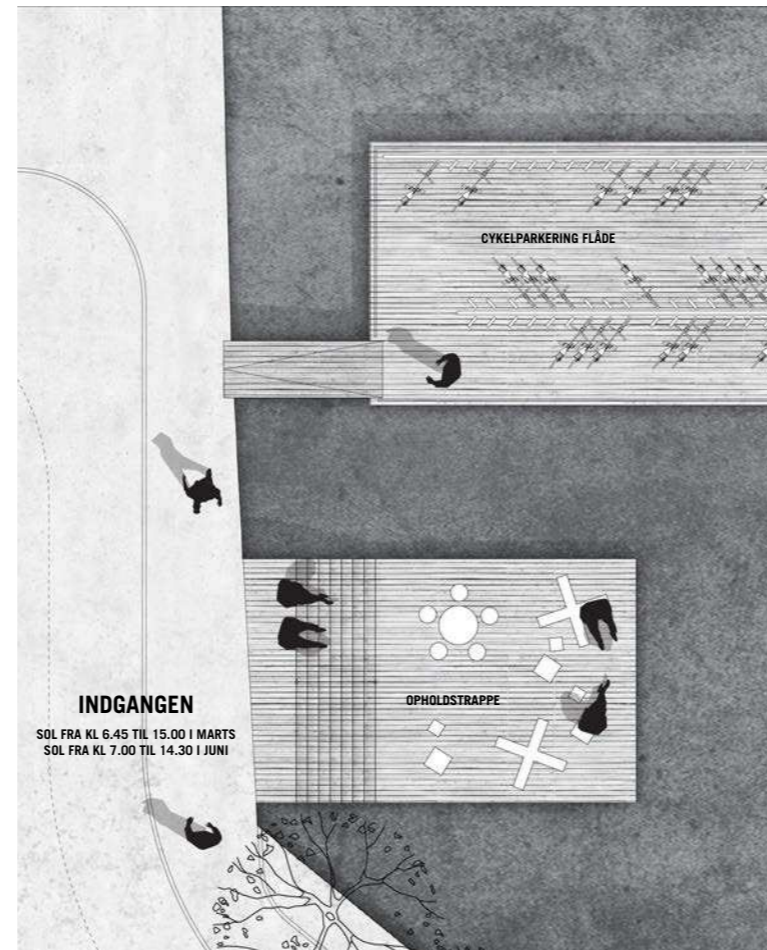 CYKELPARKERING FLÅDE
OPHOLDSTRAPPE
INDGANGEN
SOL FRA KL 6.45 TIL 15.00 I MARTS
SOL FRA KL 7.00 TIL 14.30 I JUNI